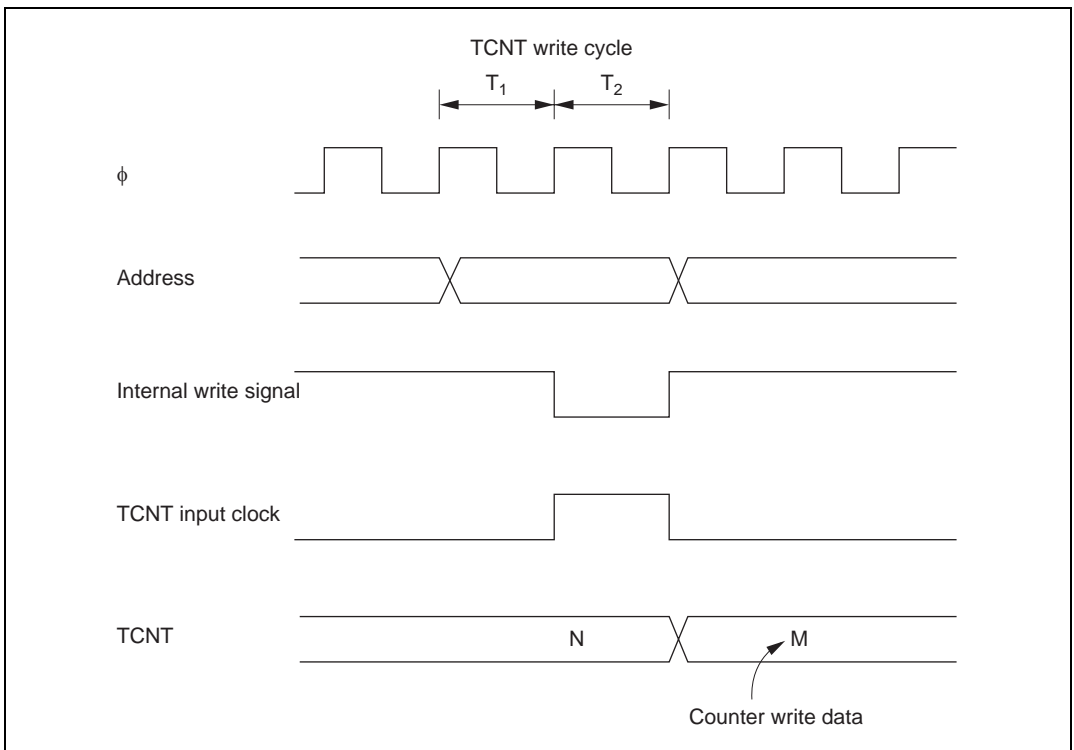 TCNT write cycle
T1 T2
ϕ
Address
Internal write signal
TCNT input clock
TCNT N M
Counter write data